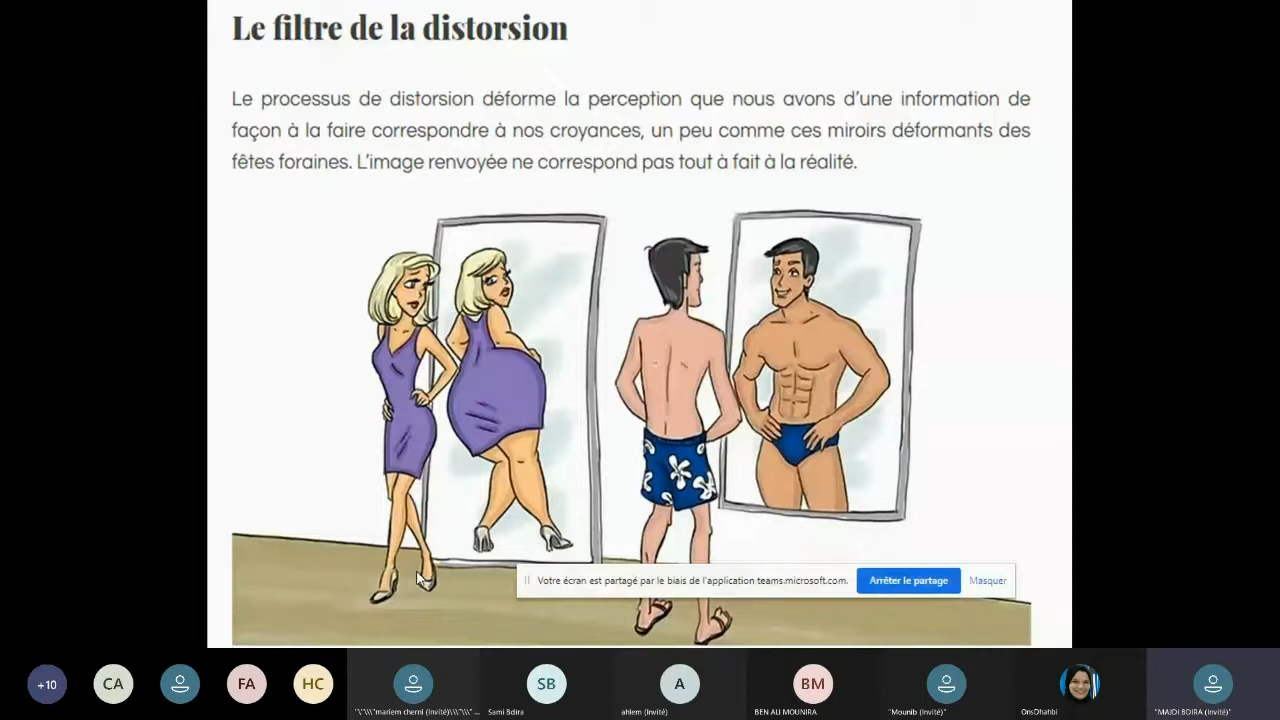 Le filtre de la distorsion
Le processus de distorsion déforme la perception que nous avons d'une information de
façon à la faire correspondre à nos croyances, un peu comme ces miroirs déformants des
fêtes foraines. L'image renvoyée ne correspond pas tout à fait à la réalité.
Votre écran est partagé par le biais de l'application teams.microsoft.com.
Arrêter le partage
Masquer
+10
CA
FA
HC
SB
A
BM
"\"\\\"mariem cherni (Invité)\\\"\" ...
Sami Bdira
ahlem (Invité)
BEN ALI MOUNIRA
"Mounib (Invité)"
OnsDhahbi
"MAJDI BDIRA (Invité)"